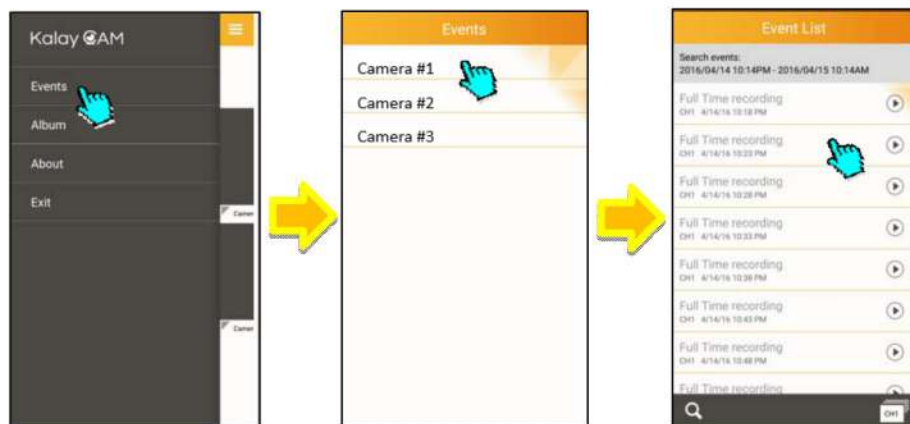 Kalay CAM
Events
Album
About
Exit
Camer
Camer
Events
Camera #1
Camera #2
Camera #3
Event List
Search events:
2016/04/14 10:14PM - 2016/04/15 10:14AM
Full Time recording
CH1 4/14/16 10:18 PM
Full Time recording
CH1 4/14/16 10:23 PM
Full Time recording
CH1 4/14/16 10:28 PM
Full Time recording
CH1 4/14/16 10:33 PM
Full Time recording
CH1 4/14/16 10:38 PM
Full Time recording
CH1 4/14/16 10:43 PM
Full Time recording
CH1 4/14/16 10:48 PM
Full Time recording
CH1